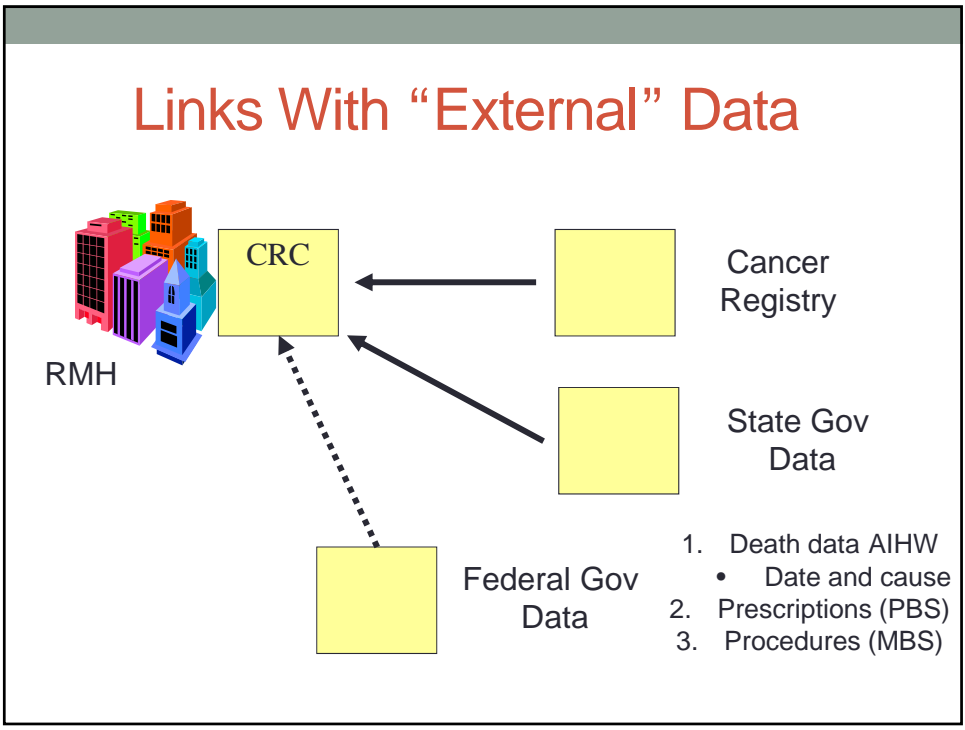 Links With “External” Data
CRC
Cancer
Registry
RMH
State Gov
Data
Federal Gov
Data
1. Death data AIHW
• Date and cause
2. Prescriptions (PBS)
3. Procedures (MBS)